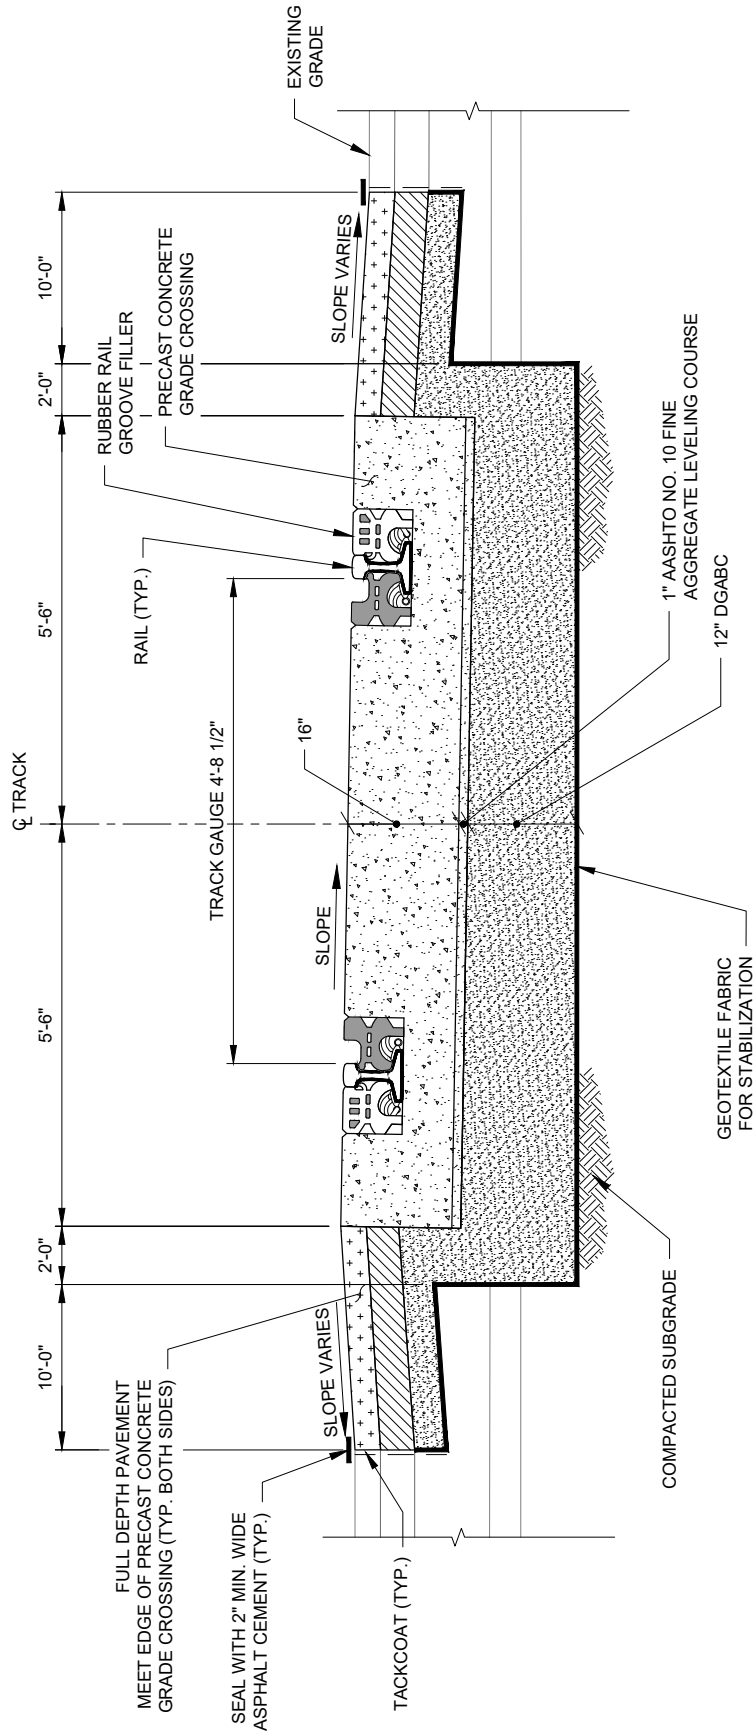 ℄ TRACK
10'-0"
2'-0"
5'-6"
5'-6"
2'-0"
10'-0"
FULL DEPTH PAVEMENT
MEET EDGE OF PRECAST CONCRETE
GRADE CROSSING (TYP. BOTH SIDES)
TRACK GAUGE 4'-8 1/2"
RAIL (TYP.)
RUBBER RAIL
GROOVE FILLER
PRECAST CONCRETE
GRADE CROSSING
EXISTING
GRADE
SEAL WITH 2" MIN. WIDE
ASPHALT CEMENT (TYP.)
SLOPE VARIES
SLOPE
16"
SLOPE VARIES
TACKCOAT (TYP.)
COMPACTED SUBGRADE
GEOTEXTILE FABRIC
FOR STABILIZATION
1" AASHTO NO. 10 FINE
AGGREGATE LEVELING COURSE
12" DGABC